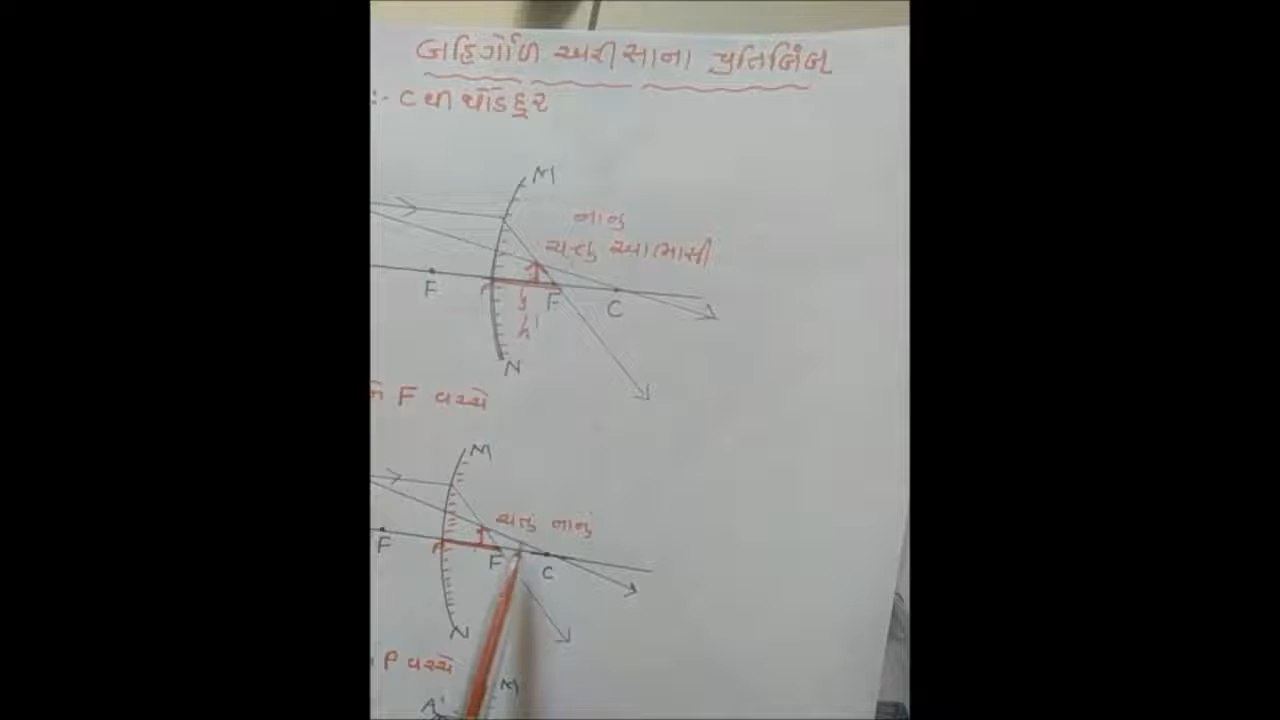 બહિર્ગોળ અરીસાના પ્રતિબિંબ
:- C થી થોડેદૂર
M
નાનુ
ચત્તુ આભાસી
F
F
C
h'
N
F વચ્ચે
M
ચત્તુ નાનું
F
F
C
N
P વચ્ચે
M
A'